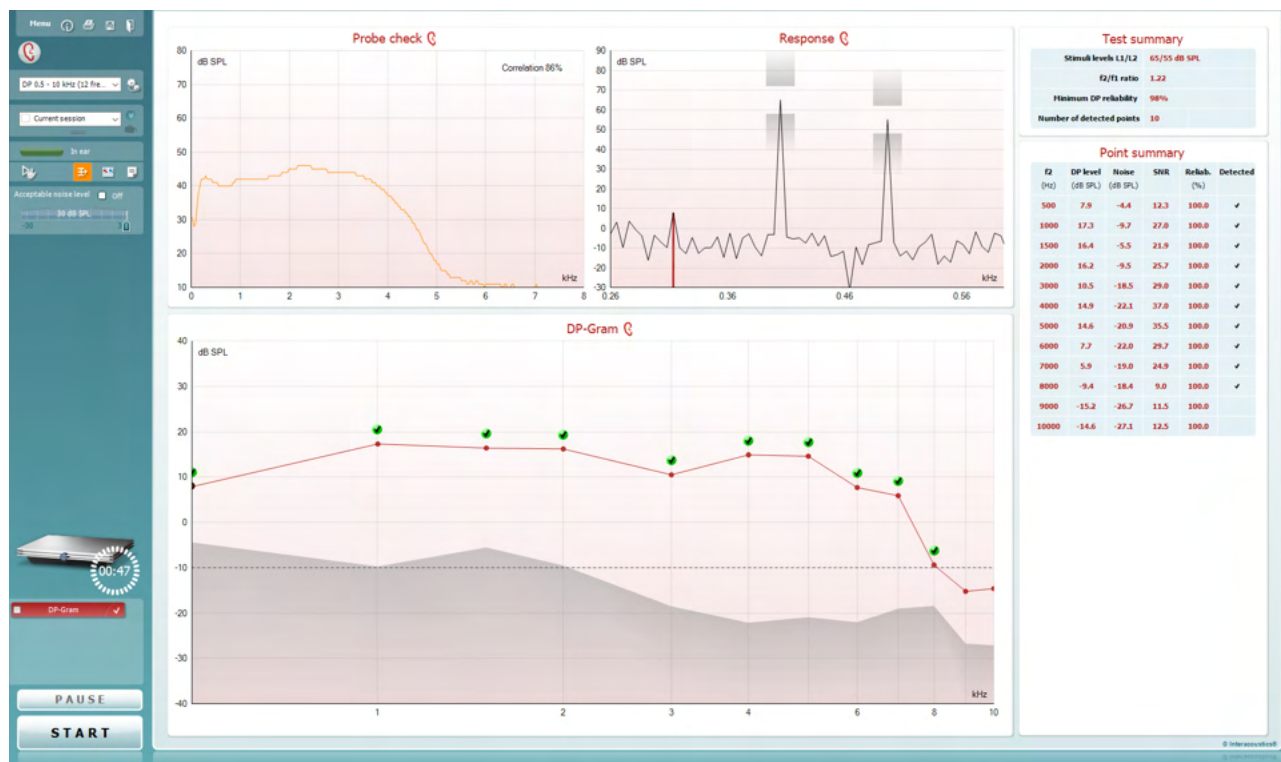 Menu
DP 0.5 - 10 kHz (12 fre...
Current session
In ear
Acceptable noise level Off
30 dB SPL
-30
DP-Gram
00:47
PAUSE
START
Probe check
dB SPL
Correlation 86%
80
70
60
50
40
30
20
10
0 1 2 3 4 5 6 7 8
kHz
Response
dB SPL
90
80
70
60
50
40
30
20
10
0
-10
-20
-30
0.26 0.36 0.46 0.56
kHz
DP-Gram
dB SPL
40
30
20
10
0
-10
-20
-30
-40
1 2 3 4 6 8 10
kHz
Test summary
Stimuli levels L1/L2 65/55 dB SPL
f2/f1 ratio 1.22
Minimum DP reliability 98%
Number of detected points 10
Point summary
f2 DP level Noise SNR Reliab. Detected
(Hz) (dB SPL) (dB SPL) (%)
500 7.9 -4.4 12.3 100.0 ✔
1000 17.3 -9.7 27.0 100.0 ✔
1500 16.4 -5.5 21.9 100.0 ✔
2000 16.2 -9.5 25.7 100.0 ✔
3000 10.5 -18.5 29.0 100.0 ✔
4000 14.9 -22.1 37.0 100.0 ✔
5000 14.6 -20.9 35.5 100.0 ✔
6000 7.7 -22.0 29.7 100.0 ✔
7000 5.9 -19.0 24.9 100.0 ✔
8000 -9.4 -18.4 9.0 100.0 ✔
9000 -15.2 -26.7 11.5 100.0
10000 -14.6 -27.1 12.5 100.0
© Interacoustics®